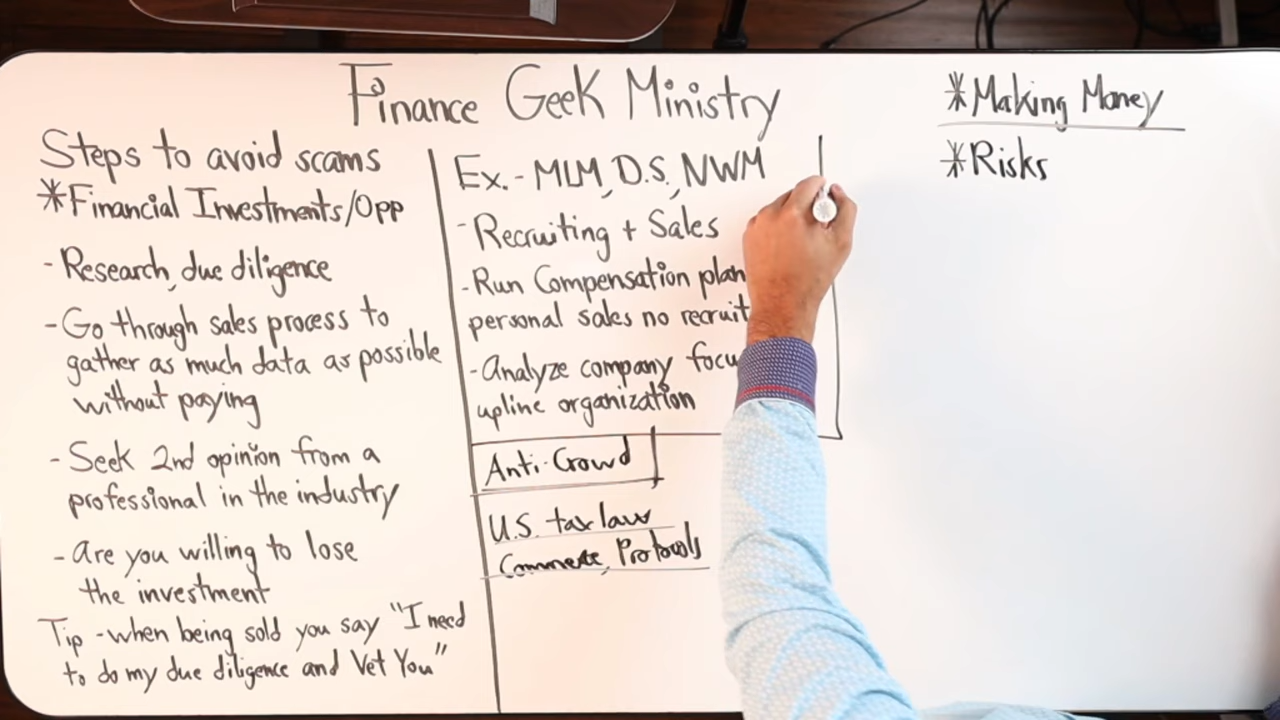 Finance Geek Ministry
Steps to avoid scams
*Financial Investments/Opp
- Research, due diligence
- Go through sales process to
gather as much data as possible
without paying
- Seek 2nd opinion from a
professional in the industry
- are you willing to lose
the investment
Tip - when being sold you say "I need
to do my due diligence and Vet You"
Ex. - MLM, D.S., NWM
- Recruiting + Sales
- Run Compensation plan
personal sales no recruit
- Analyze company focu
upline organization
Anti-Crowd
U.S. tax law
Commerce, Protocols
*Making Money
*Risks